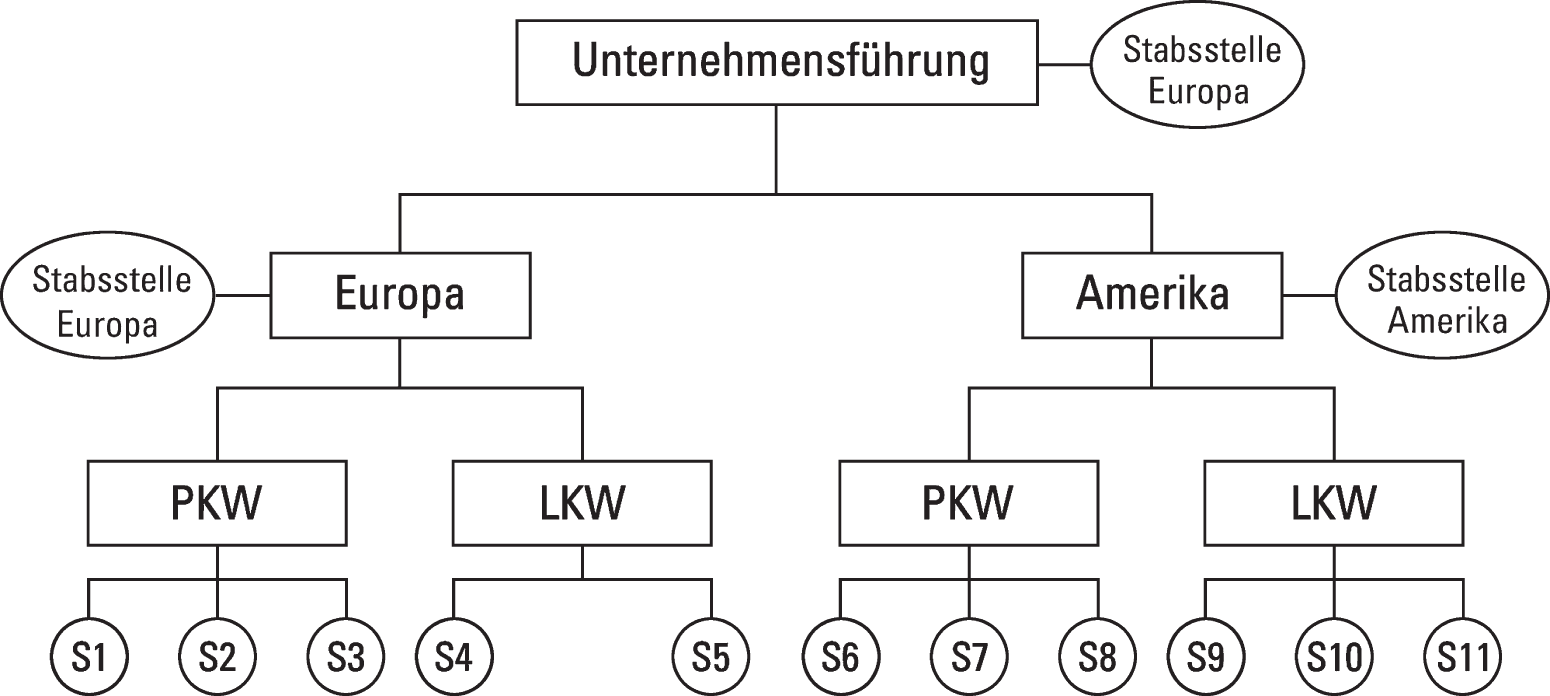 Unternehmensführung
Stabsstelle
Europa
Stabsstelle
Europa
Europa
Amerika
Stabsstelle
Amerika
PKW
LKW
PKW
LKW
S1
S2
S3
S4
S5
S6
S7
S8
S9
S10
S11